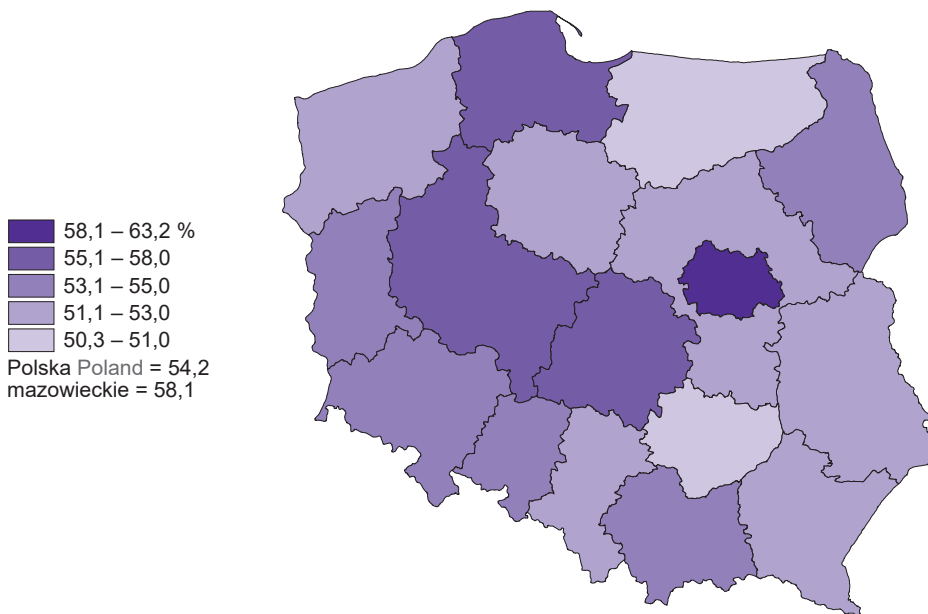 58,1 – 63,2 %
55,1 – 58,0
53,1 – 55,0
51,1 – 53,0
50,3 – 51,0
Polska Poland = 54,2
mazowieckie = 58,1